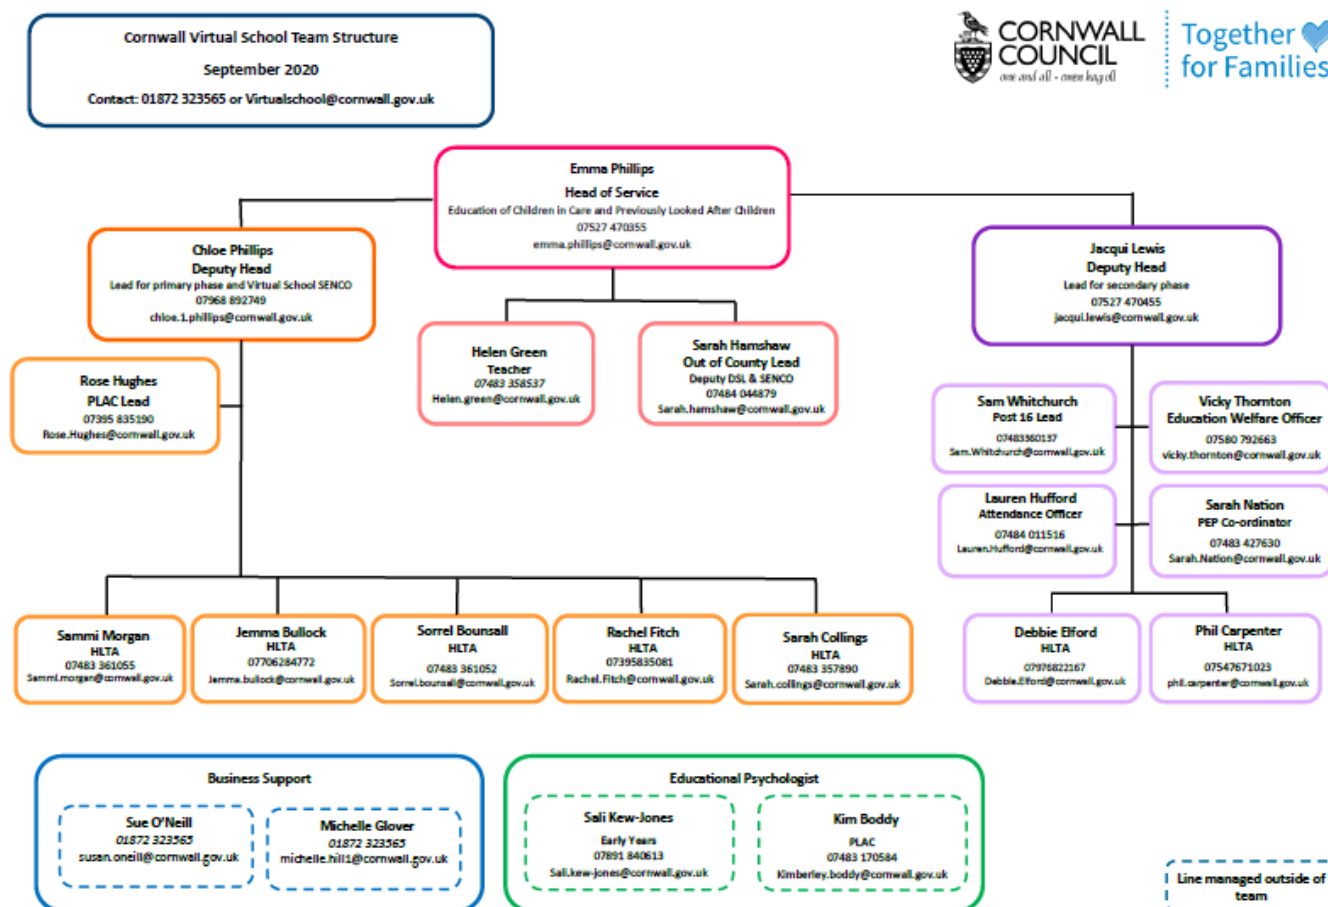 Cornwall Virtual School Team Structure
September 2020
Contact: 01872 323565 or Virtualschool@cornwall.gov.uk
CORNWALL
COUNCIL
one and all - onen hag oll
Together
for Families
Emma Phillips
Head of Service
Education of Children in Care and Previously Looked After Children
07527 470355
emma.phillips@cornwall.gov.uk
Chloe Phillips
Deputy Head
Lead for primary phase and Virtual School SENCO
07968 892749
chloe.1.phillips@cornwall.gov.uk
Jacqui Lewis
Deputy Head
Lead for secondary phase
07527 470455
jacqui.lewis@cornwall.gov.uk
Helen Green
Teacher
07483 358537
Helen.green@cornwall.gov.uk
Sarah Hamshaw
Out of County Lead
Deputy DSL & SENCO
07484 044879
Sarah.hamshaw@cornwall.gov.uk
Rose Hughes
PLAC Lead
07395 835190
Rose.Hughes@cornwall.gov.uk
Sam Whitchurch
Post 16 Lead
07483360137
Sam.Whitchurch@cornwall.gov.uk
Vicky Thornton
Education Welfare Officer
07580 792663
vicky.thornton@cornwall.gov.uk
Lauren Hufford
Attendance Officer
07484 011516
Lauren.Hufford@cornwall.gov.uk
Sarah Nation
PEP Co-ordinator
07483 427630
Sarah.Nation@cornwall.gov.uk
Sammi Morgan
HLTA
07483 361055
Sammi.morgan@cornwall.gov.uk
Jemma Bullock
HLTA
07706284772
Jemma.bullock@cornwall.gov.uk
Sorrel Bounsall
HLTA
07483 361052
Sorrel.bounsall@cornwall.gov.uk
Rachel Fitch
HLTA
07395835081
Rachel.Fitch@cornwall.gov.uk
Sarah Collings
HLTA
07483 357890
Sarah.collings@cornwall.gov.uk
Debbie Elford
HLTA
07976822167
Debbie.Elford@cornwall.gov.uk
Phil Carpenter
HLTA
07547671023
phil.carpenter@cornwall.gov.uk
Business Support
Sue O'Neill
01872 323565
susan.oneill@cornwall.gov.uk
Michelle Glover
01872 323565
michelle.hill1@cornwall.gov.uk
Educational Psychologist
Sali Kew-Jones
Early Years
07891 840613
Sali.kew-jones@cornwall.gov.uk
Kim Boddy
PLAC
07483 170584
Kimberley.boddy@cornwall.gov.uk
Line managed outside of
team